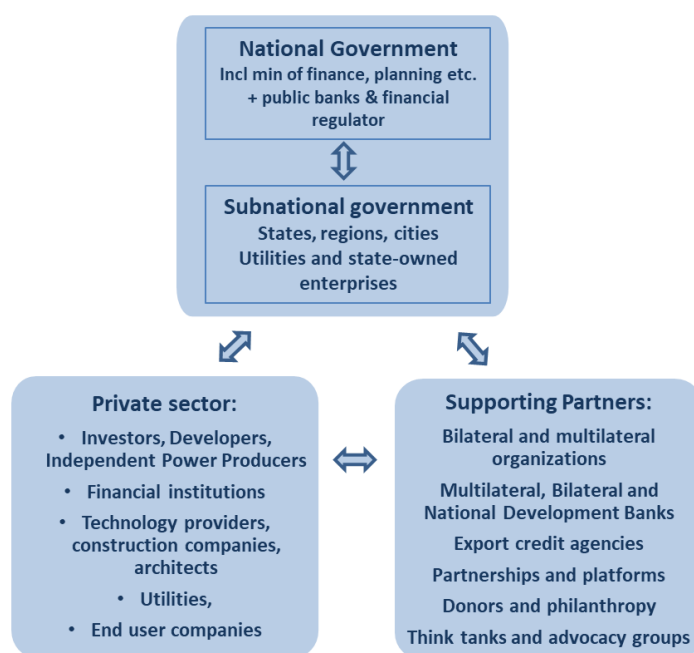 National Government
Incl min of finance, planning etc.
+ public banks & financial
regulator
Subnational government
States, regions, cities
Utilities and state-owned
enterprises
Private sector:
• Investors, Developers,
Independent Power Producers
• Financial institutions
• Technology providers,
construction companies,
architects
• Utilities,
• End user companies
Supporting Partners:
Bilateral and multilateral
organizations
Multilateral, Bilateral and
National Development Banks
Export credit agencies
Partnerships and platforms
Donors and philanthropy
Think tanks and advocacy groups